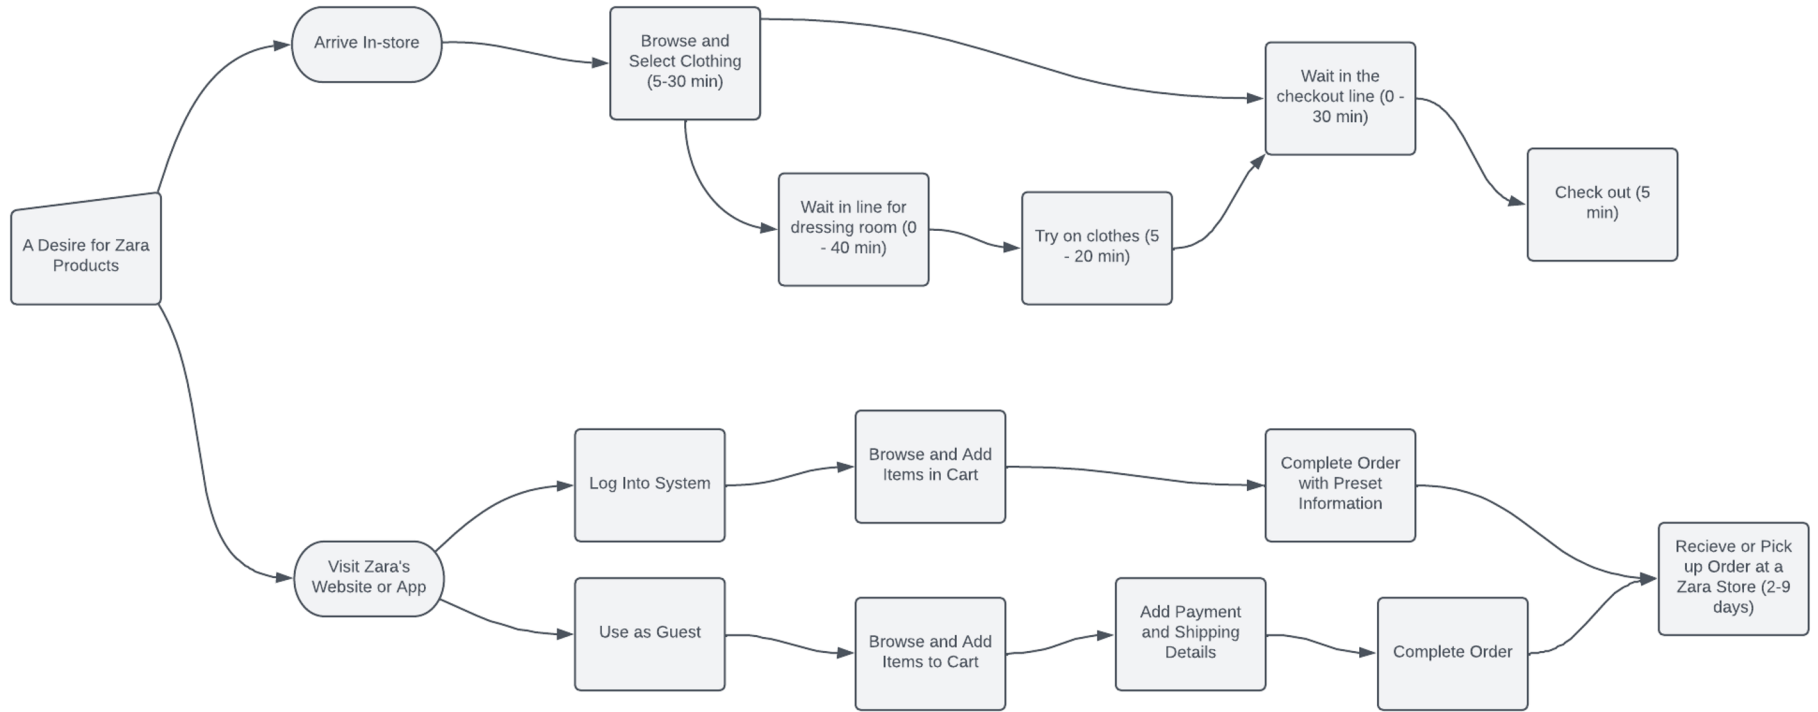 Arrive In-store
Browse and
Select Clothing
(5-30 min)
Wait in the
checkout line (0 -
30 min)
Check out (5
min)
Wait in line for
dressing room (0
- 40 min)
Try on clothes (5
- 20 min)
A Desire for Zara
Products
Log Into System
Browse and Add
Items in Cart
Complete Order
with Preset
Information
Recieve or Pick
up Order at a
Zara Store (2-9
days)
Visit Zara's
Website or App
Use as Guest
Browse and Add
Items to Cart
Add Payment
and Shipping
Details
Complete Order